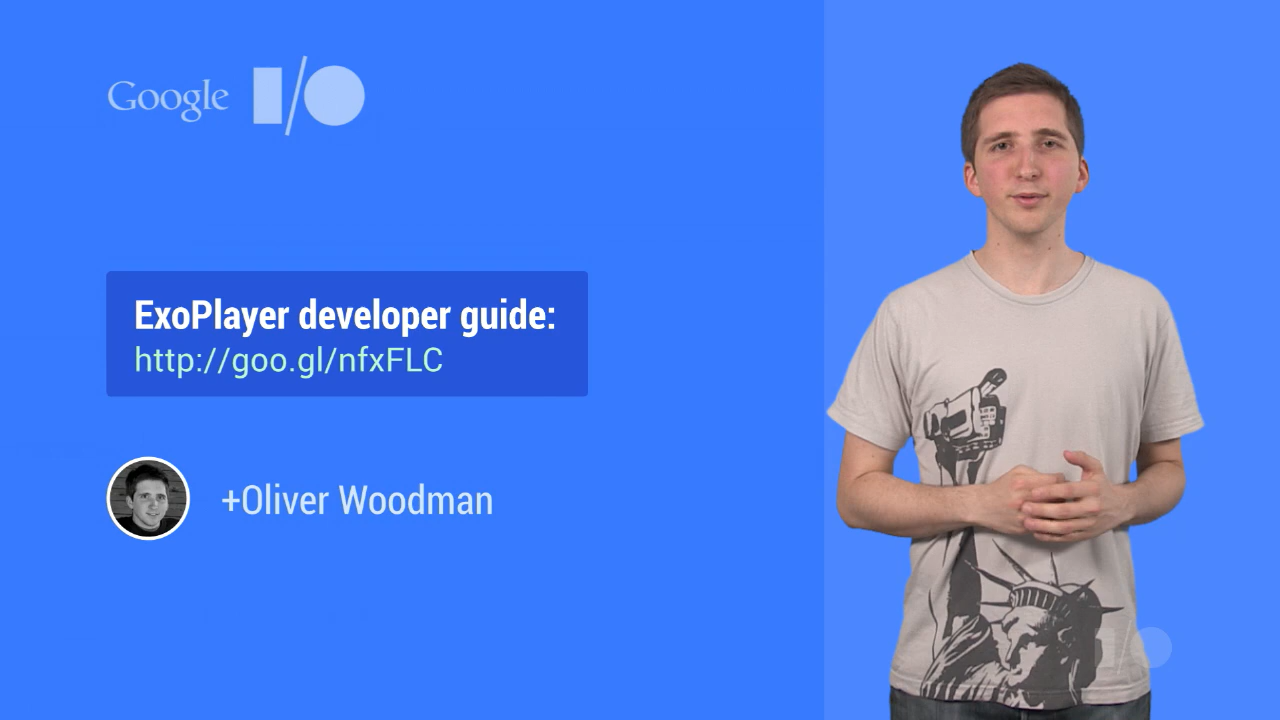 Google I/O
ExoPlayer developer guide:
http://goo.gl/nfxFLC
+Oliver Woodman
I/O